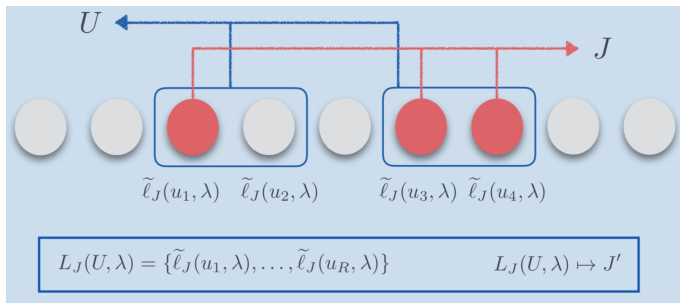 U
J
ℓ̃_J(u_1, λ) ℓ̃_J(u_2, λ) ℓ̃_J(u_3, λ) ℓ̃_J(u_4, λ)
L_J(U, λ) = {ℓ̃_J(u_1, λ), . . . , ℓ̃_J(u_R, λ)} L_J(U, λ) ↦ J′